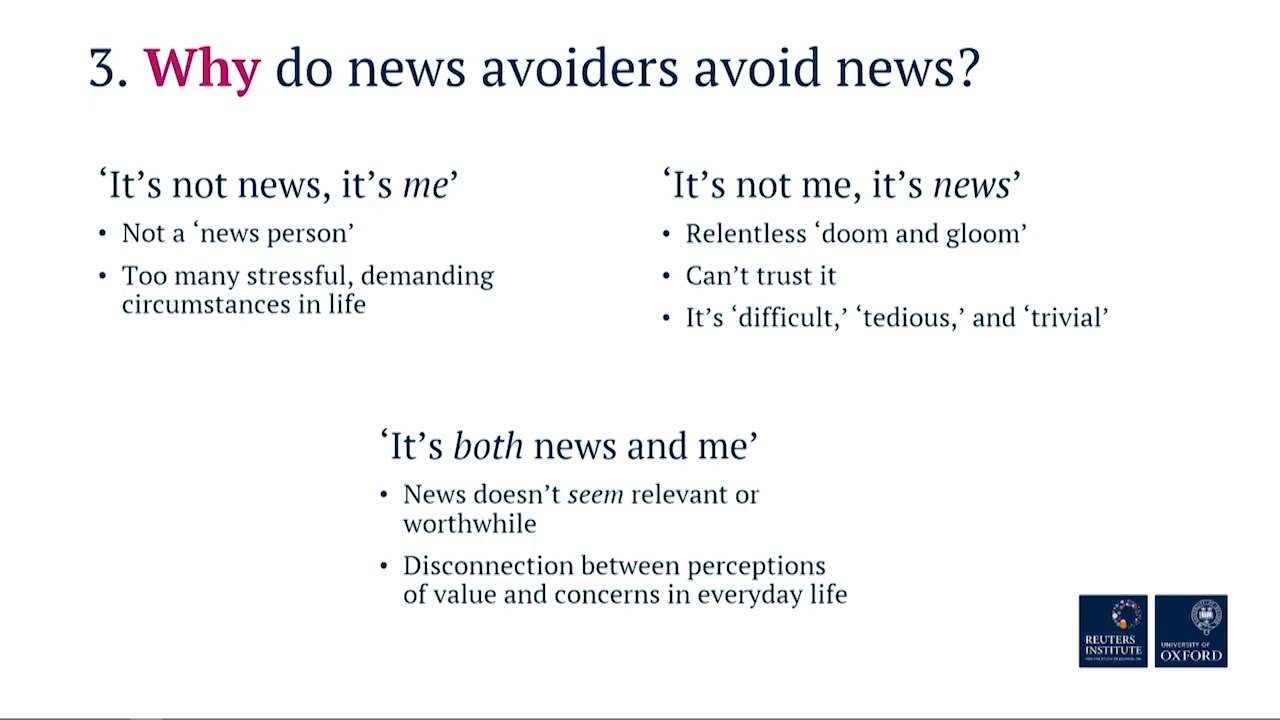 3. Why do news avoiders avoid news?
‘It’s not news, it’s me’
• Not a ‘news person’
• Too many stressful, demanding
circumstances in life
‘It’s not me, it’s news’
• Relentless ‘doom and gloom’
• Can’t trust it
• It’s ‘difficult,’ ‘tedious,’ and ‘trivial’
‘It’s both news and me’
• News doesn’t seem relevant or
worthwhile
• Disconnection between perceptions
of value and concerns in everyday life
REUTERS
INSTITUTE
UNIVERSITY OF
OXFORD